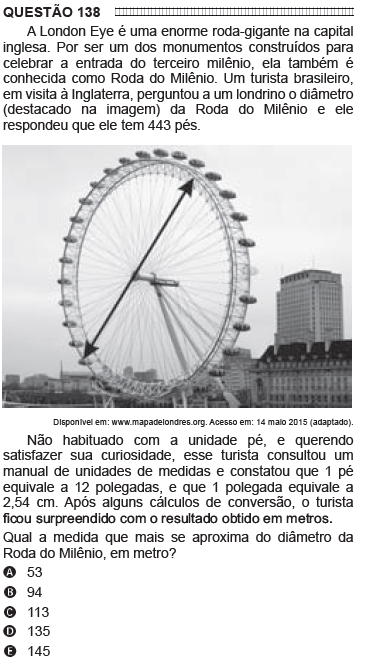 QUESTÃO 138
A London Eye é uma enorme roda-gigante na capital
inglesa. Por ser um dos monumentos construídos para
celebrar a entrada do terceiro milênio, ela também é
conhecida como Roda do Milênio. Um turista brasileiro,
em visita à Inglaterra, perguntou a um londrino o diâmetro
(destacado na imagem) da Roda do Milênio e ele
respondeu que ele tem 443 pés.
Disponível em: www.mapadelondres.org. Acesso em: 14 maio 2015 (adaptado).
Não habituado com a unidade pé, e querendo
satisfazer sua curiosidade, esse turista consultou um
manual de unidades de medidas e constatou que 1 pé
equivale a 12 polegadas, e que 1 polegada equivale a
2,54 cm. Após alguns cálculos de conversão, o turista
ficou surpreendido com o resultado obtido em metros.
Qual a medida que mais se aproxima do diâmetro da
Roda do Milênio, em metro?
A 53
B 94
C 113
D 135
E 145